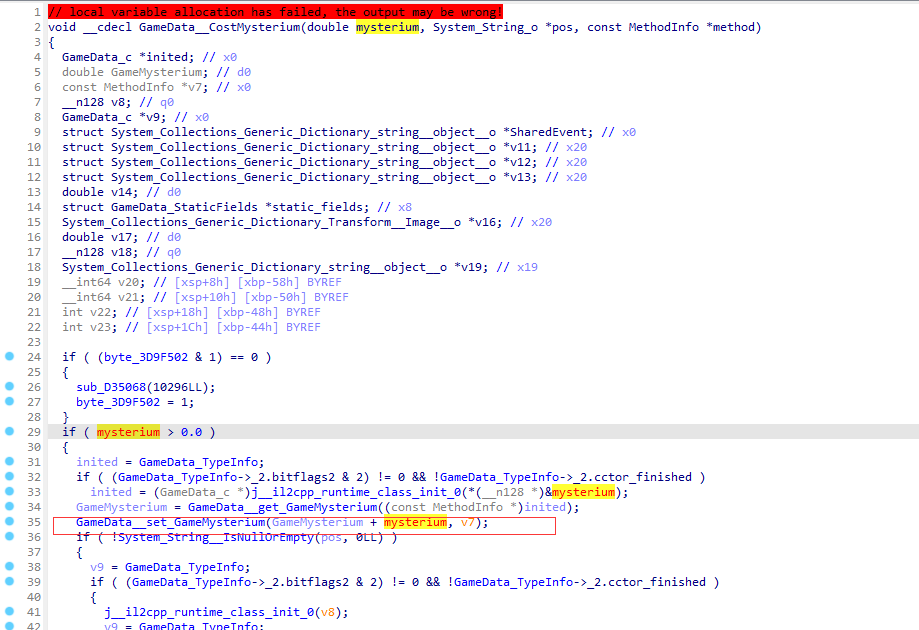 1 // local variable allocation has failed, the output may be wrong!
2 void __cdecl GameData__CostMysterium(double mysterium, System_String_o *pos, const MethodInfo *method)
3 {
4 GameData_c *inited; // x0
5 double GameMysterium; // d0
6 const MethodInfo *v7; // x0
7 __n128 v8; // q0
8 GameData_c *v9; // x0
9 struct System_Collections_Generic_Dictionary_string__object__o *SharedEvent; // x0
10 struct System_Collections_Generic_Dictionary_string__object__o *v11; // x20
11 struct System_Collections_Generic_Dictionary_string__object__o *v12; // x20
12 struct System_Collections_Generic_Dictionary_string__object__o *v13; // x20
13 double v14; // d0
14 struct GameData_StaticFields *static_fields; // x8
15 System_Collections_Generic_Dictionary_Transform__Image__o *v16; // x20
16 double v17; // d0
17 __n128 v18; // q0
18 System_Collections_Generic_Dictionary_string__object__o *v19; // x19
19 __int64 v20; // [xsp+8h] [xbp-58h] BYREF
20 __int64 v21; // [xsp+10h] [xbp-50h] BYREF
21 int v22; // [xsp+18h] [xbp-48h] BYREF
22 int v23; // [xsp+1Ch] [xbp-44h] BYREF
23
24 if ( (byte_3D9F502 & 1) == 0 )
25 {
26 sub_D35068(10296LL);
27 byte_3D9F502 = 1;
28 }
29 if ( mysterium > 0.0 )
30 {
31 inited = GameData_TypeInfo;
32 if ( (GameData_TypeInfo->_2.bitflags2 & 2) != 0 && !GameData_TypeInfo->_2.cctor_finished )
33 inited = (GameData_c *)j__il2cpp_runtime_class_init_0(*(__n128 *)&mysterium);
34 GameMysterium = GameData__get_GameMysterium((const MethodInfo *)inited);
35 GameData__set_GameMysterium(GameMysterium + mysterium, v7);
36 if ( !System_String__IsNullOrEmpty(pos, 0LL) )
37 {
38 v9 = GameData_TypeInfo;
39 if ( (GameData_TypeInfo->_2.bitflags2 & 2) != 0 && !GameData_TypeInfo->_2.cctor_finished )
40 {
41 j__il2cpp_runtime_class_init_0(v8);
42 v9 = GameData_TypeInfo;